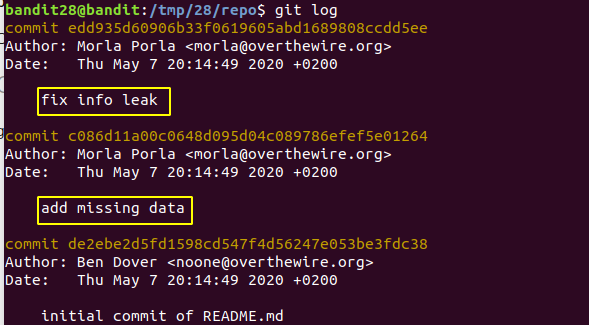 bandit28@bandit:/tmp/28/repo$ git log
commit edd935d60906b33f0619605abd1689808ccdd5ee
Author: Morla Porla <morla@overthewire.org>
Date:   Thu May 7 20:14:49 2020 +0200
fix info leak
commit c086d11a00c0648d095d04c089786efef5e01264
Author: Morla Porla <morla@overthewire.org>
Date:   Thu May 7 20:14:49 2020 +0200
add missing data
commit de2ebe2d5fd1598cd547f4d56247e053be3fdc38
Author: Ben Dover <noone@overthewire.org>
Date:   Thu May 7 20:14:49 2020 +0200
initial commit of README.md